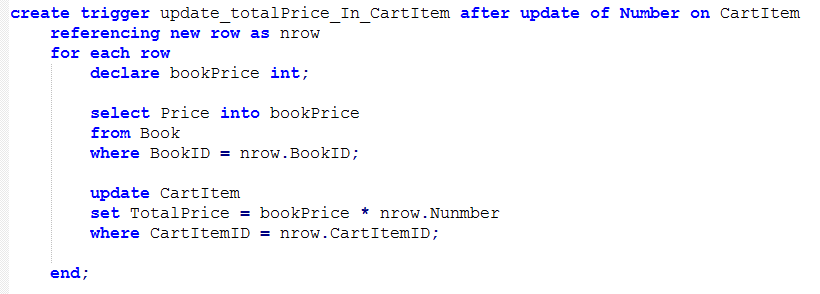 create trigger update_totalPrice_In_CartItem after update of Number on CartItem
referencing new row as nrow
for each row
declare bookPrice int;
select Price into bookPrice
from Book
where BookID = nrow.BookID;
update CartItem
set TotalPrice = bookPrice * nrow.Nunmber
where CartItemID = nrow.CartItemID;
end;